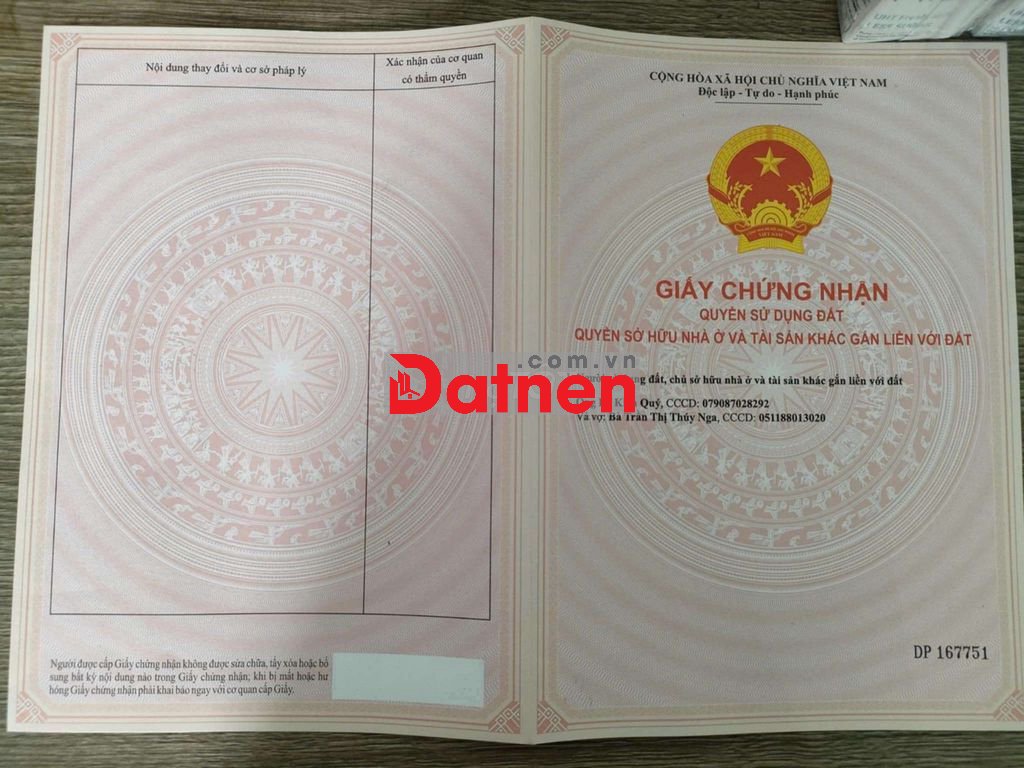 Nội dung thay đổi và cơ sở pháp lý
Xác nhận của cơ quan
có thẩm quyền
Người được cấp Giấy chứng nhận không được sửa chữa, tẩy xóa hoặc bổ
sung bất kỳ nội dung nào trong Giấy chứng nhận; khi bị mất hoặc hư
hỏng Giấy chứng nhận phải khai báo ngay với cơ quan cấp Giấy.
CỘNG HÒA XÃ HỘI CHỦ NGHĨA VIỆT NAM
Độc lập - Tự do - Hạnh phúc
VIỆT NAM
GIẤY CHỨNG NHẬN
QUYỀN SỬ DỤNG ĐẤT
QUYỀN SỞ HỮU NHÀ Ở VÀ TÀI SẢN KHÁC GẮN LIỀN VỚI ĐẤT
.com.vn
Datnen
đất, chủ sở hữu nhà ở và tài sản khác gắn liền với đất
Quý, CCCD: 079087028292
Và vợ: Bà Trần Thị Thúy Nga, CCCD: 051188013020
DP 167751